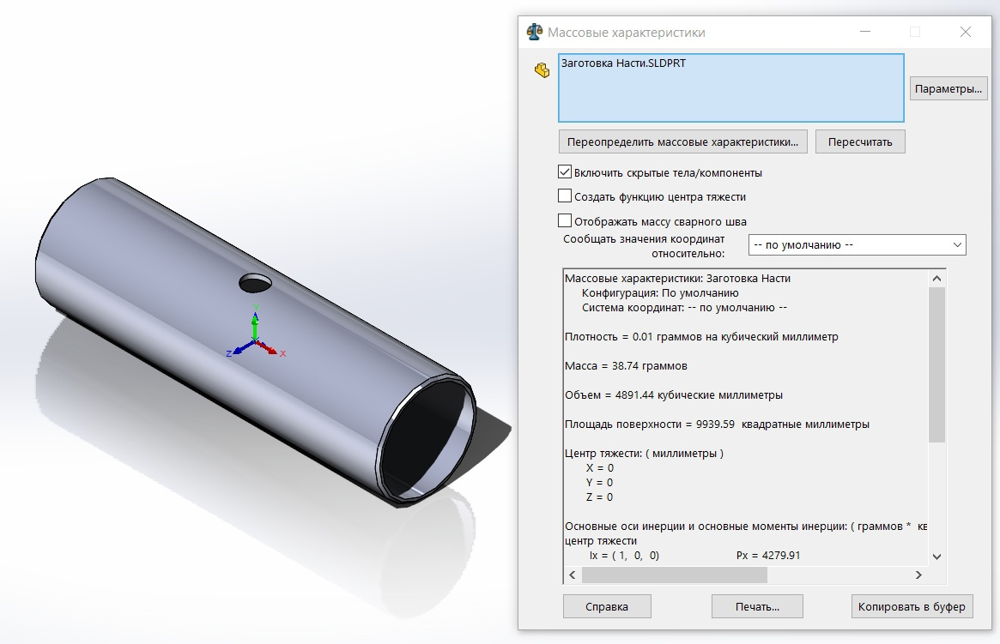 Массовые характеристики
Заготовка Насти.SLDPRT
Параметры...
Переопределить массовые характеристики...
Пересчитать
Включить скрытые тела/компоненты
Создать функцию центра тяжести
Отображать массу сварного шва
Сообщать значения координат
относительно:
-- по умолчанию --
Массовые характеристики: Заготовка Насти
Конфигурация: По умолчанию
Система координат: -- по умолчанию --
Плотность = 0.01 граммов на кубический миллиметр
Масса = 38.74 граммов
Объем = 4891.44 кубические миллиметры
Площадь поверхности = 9939.59 квадратные миллиметры
Центр тяжести: ( миллиметры )
X = 0
Y = 0
Z = 0
Основные оси инерции и основные моменты инерции: ( граммов * кв
центр тяжести
Ix = ( 1, 0, 0) Px = 4279.91
Справка
Печать...
Копировать в буфер
Y
Z
X